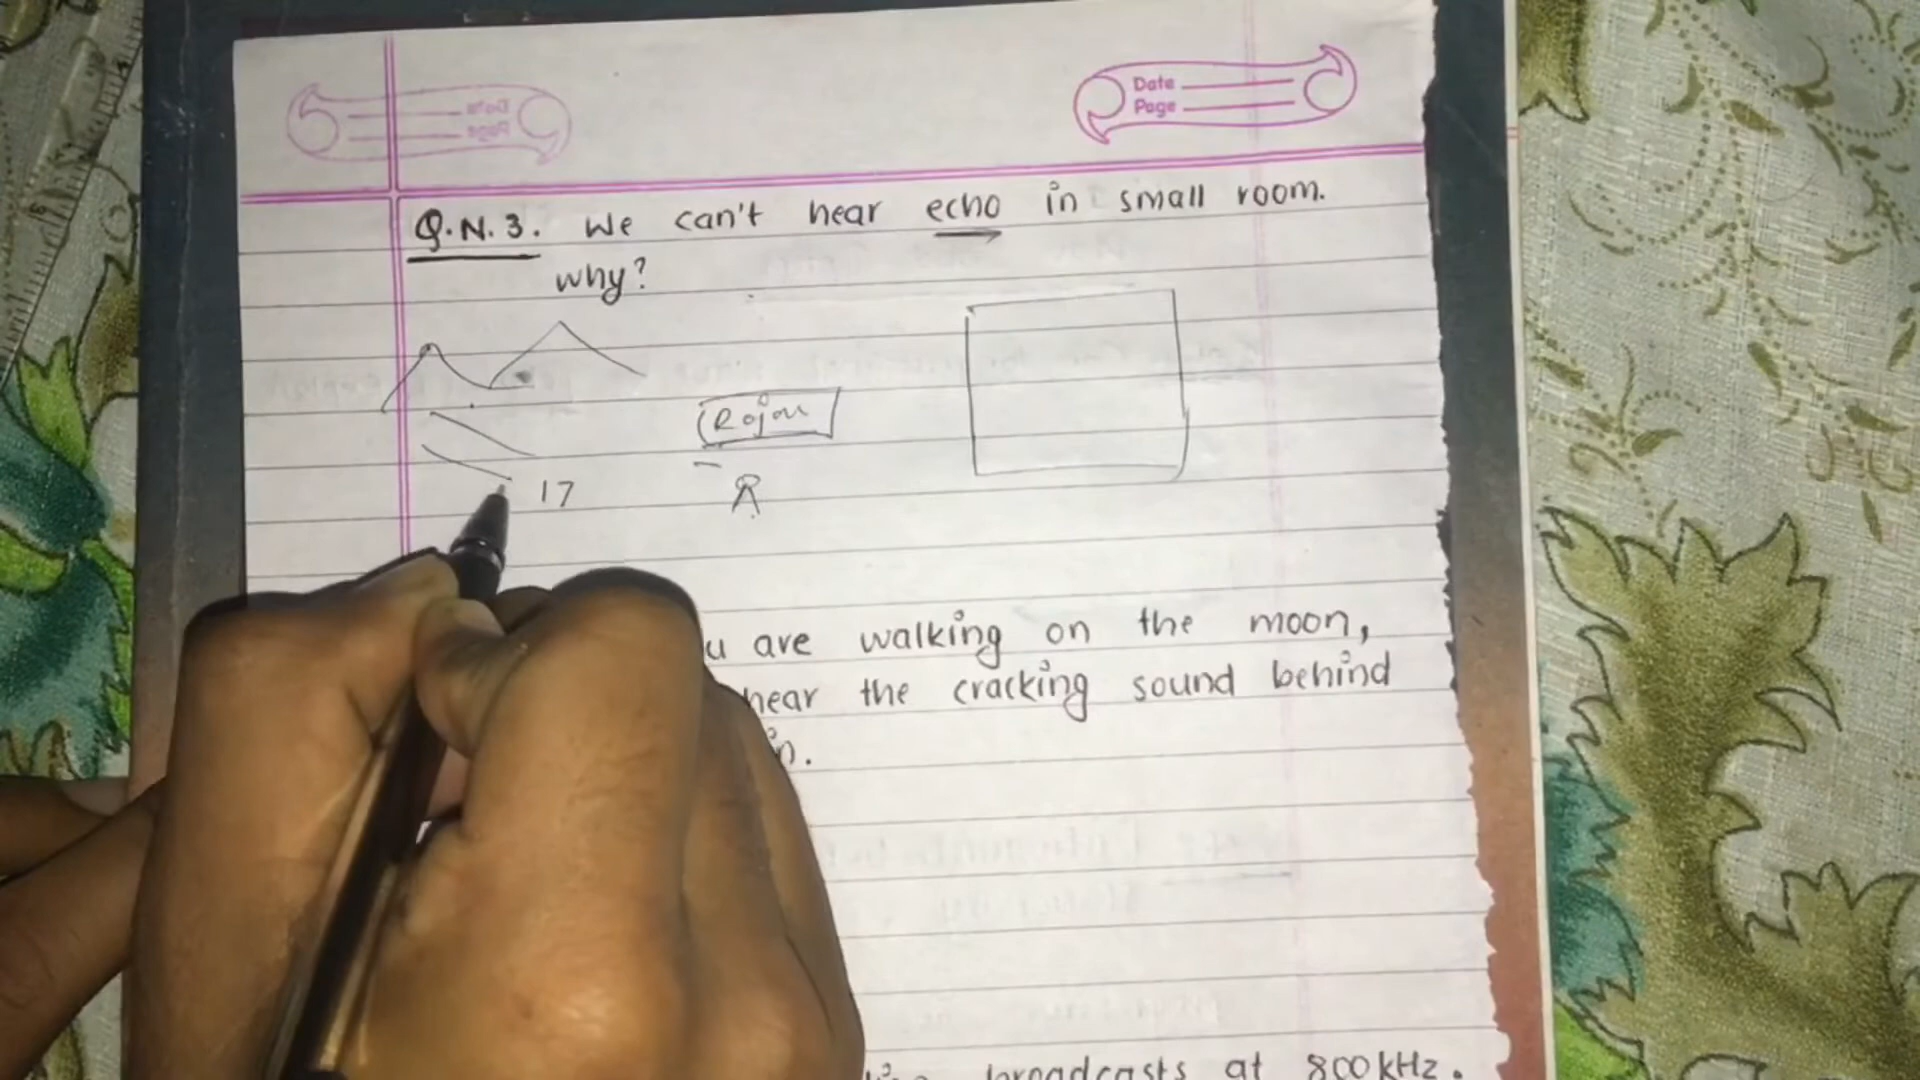 Date
Page
Q.N.3. We can't hear echo in small room.
why?
Rojan
17
R
u are walking on the moon,
hear the cracking sound behind
n.
broadcasts at 800kHz.